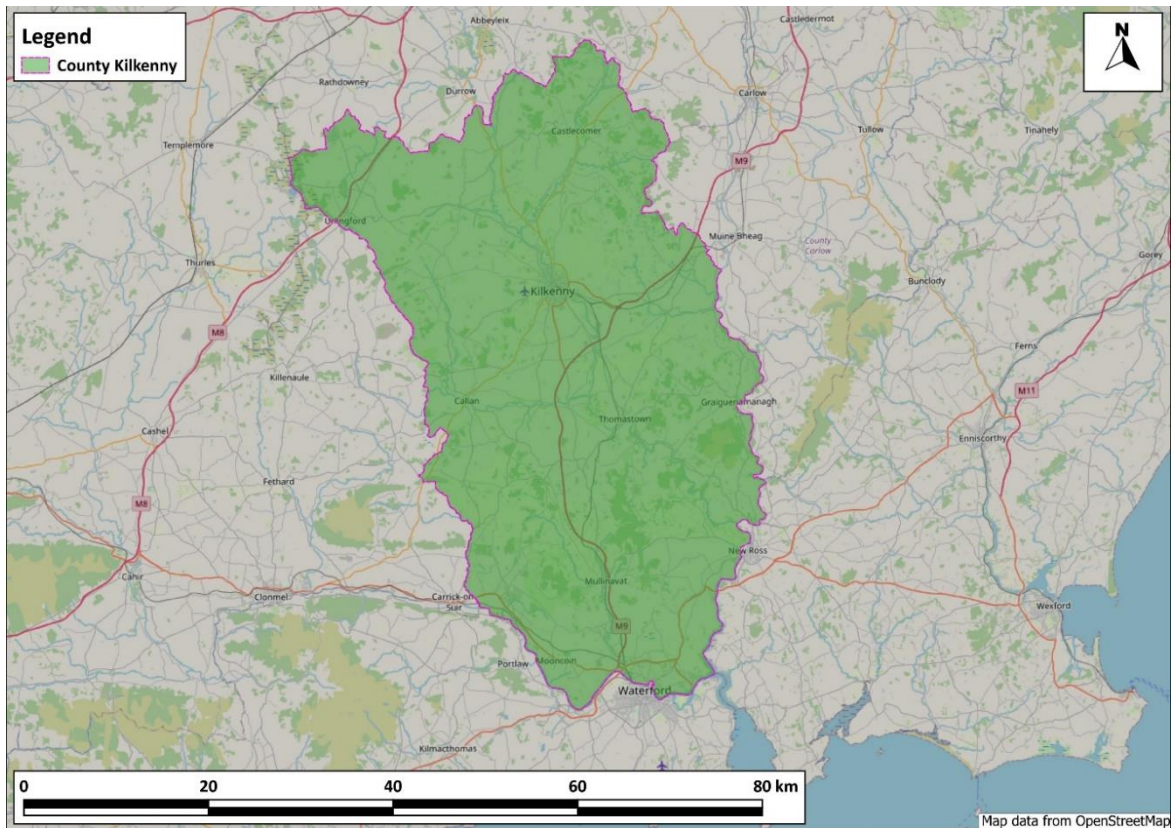 Legend
County Kilkenny
N
Abbeyleix
Castledermot
Rathdowney
Durrow
Carlow
Templemore
Castlecomer
Tullow
Tinahely
M9
Urlingford
Muine Bheag
County
Carlow
Gorey
Thurles
Bunclody
Kilkenny
M8
Ferns
Killenaule
M11
Callan
Graiguenamanagh
Thomastown
Cashel
Enniscorthy
Fethard
M8
New Ross
Cahir
Mullinavat
Clonmel
Carrick-on
Siúr
Wexford
M9
Portlaw
Mooncoin
Waterford
Kilmacthomas
0 20 40 60 80 km
Map data from OpenStreetMap